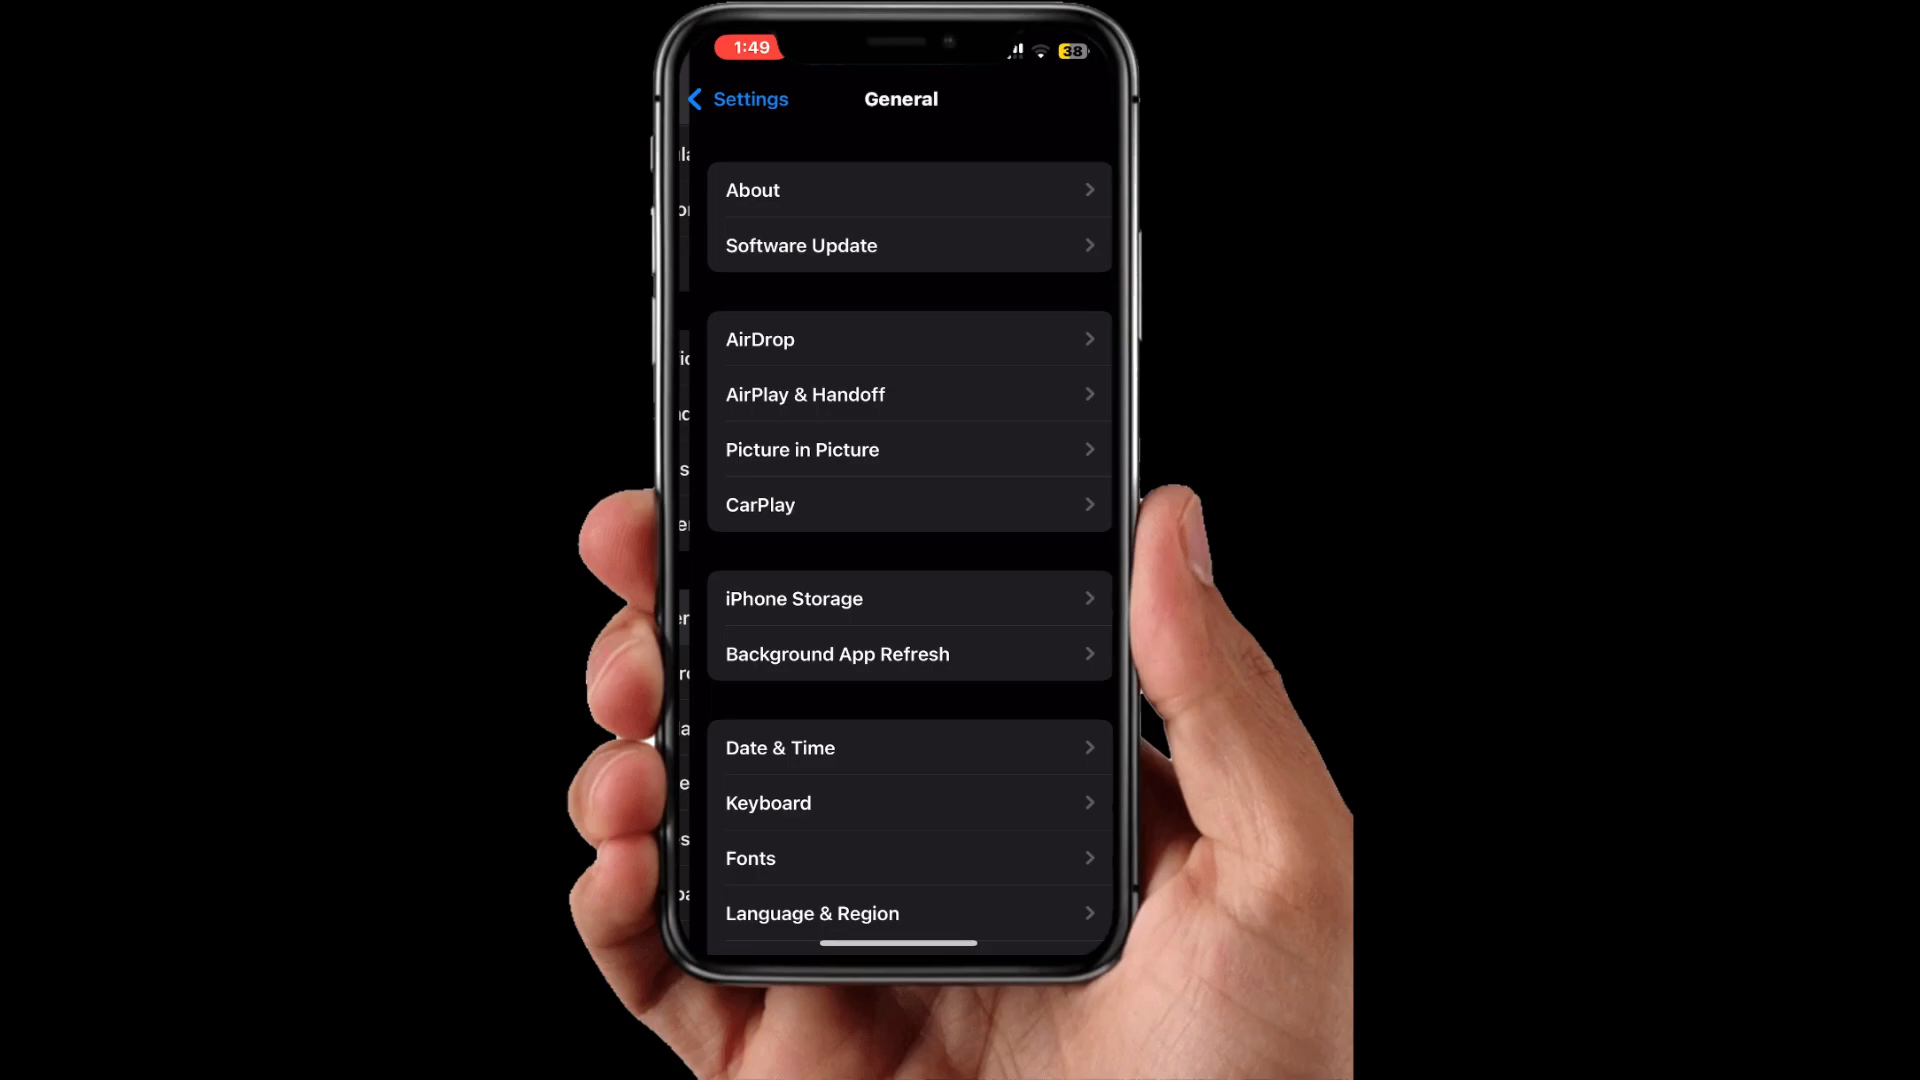 1:49
38
Settings
General
About
Software Update
AirDrop
AirPlay & Handoff
Picture in Picture
CarPlay
iPhone Storage
Background App Refresh
Date & Time
Keyboard
Fonts
Language & Region